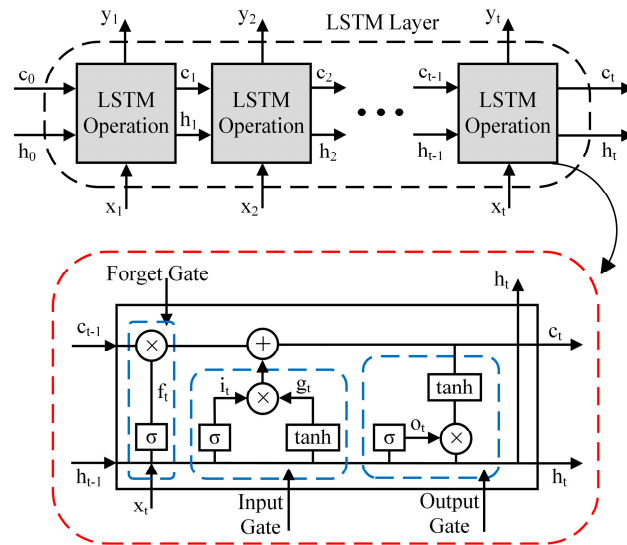 y₁ y₂ yₜ
LSTM Layer
c₀ c₁ c₂ cₜ₋₁ cₜ
LSTM
Operation
LSTM
Operation
LSTM
Operation
h₀ h₁ h₂ hₜ₋₁ hₜ
x₁ x₂ xₜ
Forget Gate
hₜ
cₜ₋₁ × + cₜ
fₜ iₜ × gₜ tanh
σ σ tanh σ oₜ ×
hₜ₋₁ hₜ
xₜ
Input
Gate
Output
Gate